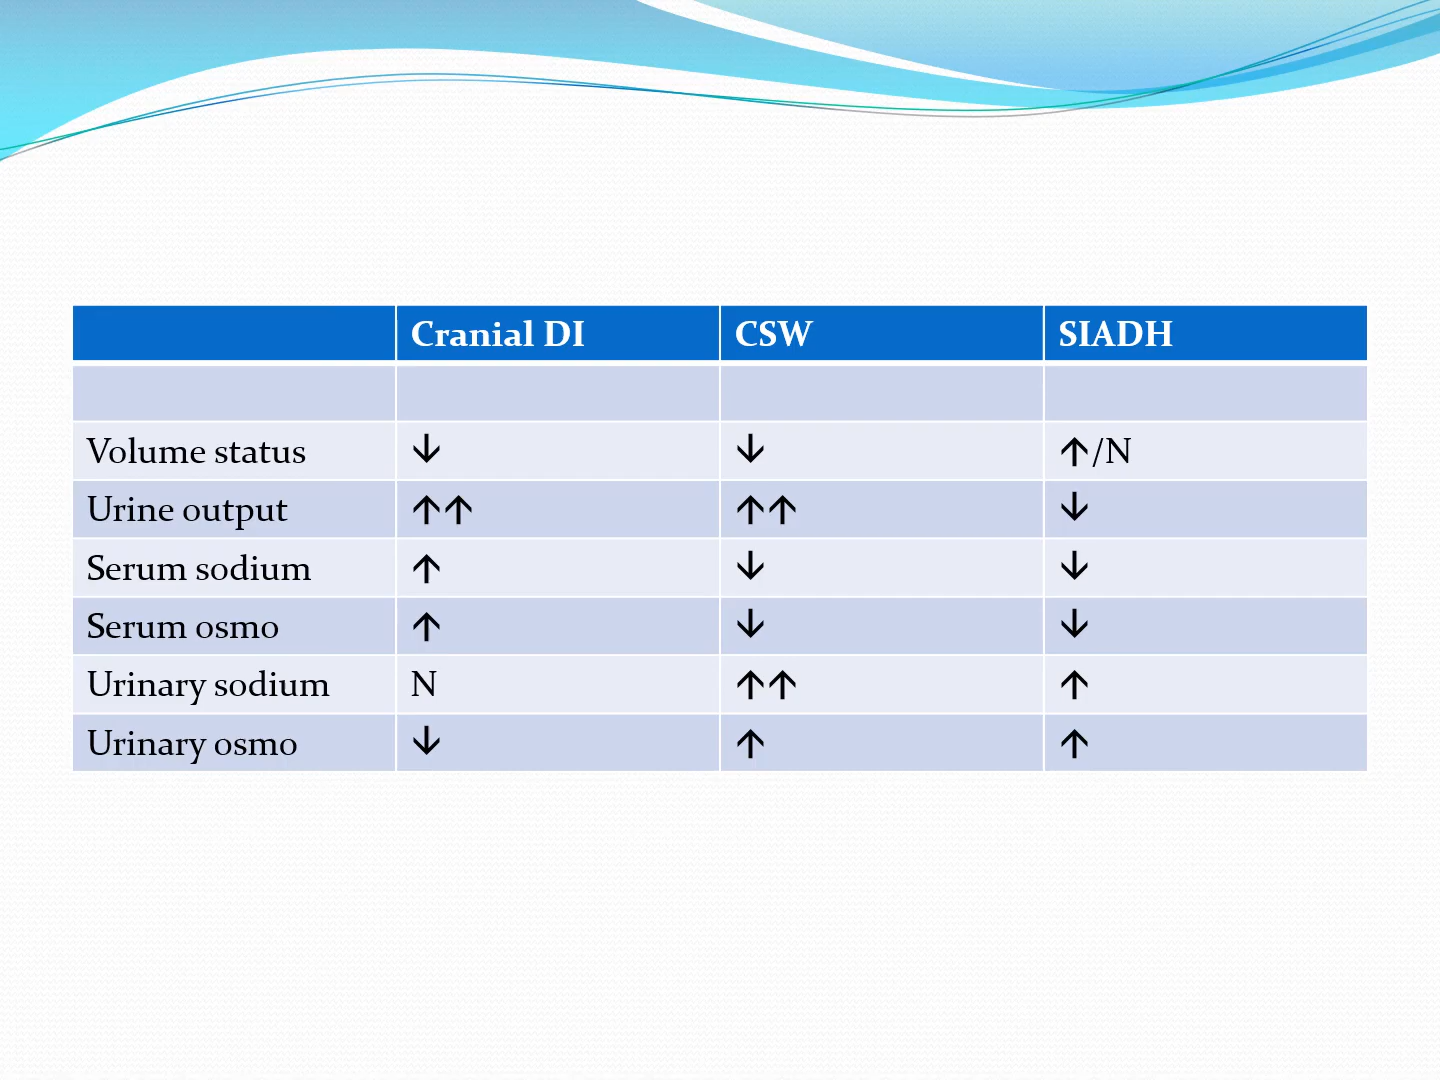 Cranial DI CSW SIADH
Volume status ↓ ↓ ↑/N
Urine output ↑↑ ↑↑ ↓
Serum sodium ↑ ↓ ↓
Serum osmo ↑ ↓ ↓
Urinary sodium N ↑↑ ↑
Urinary osmo ↓ ↑ ↑